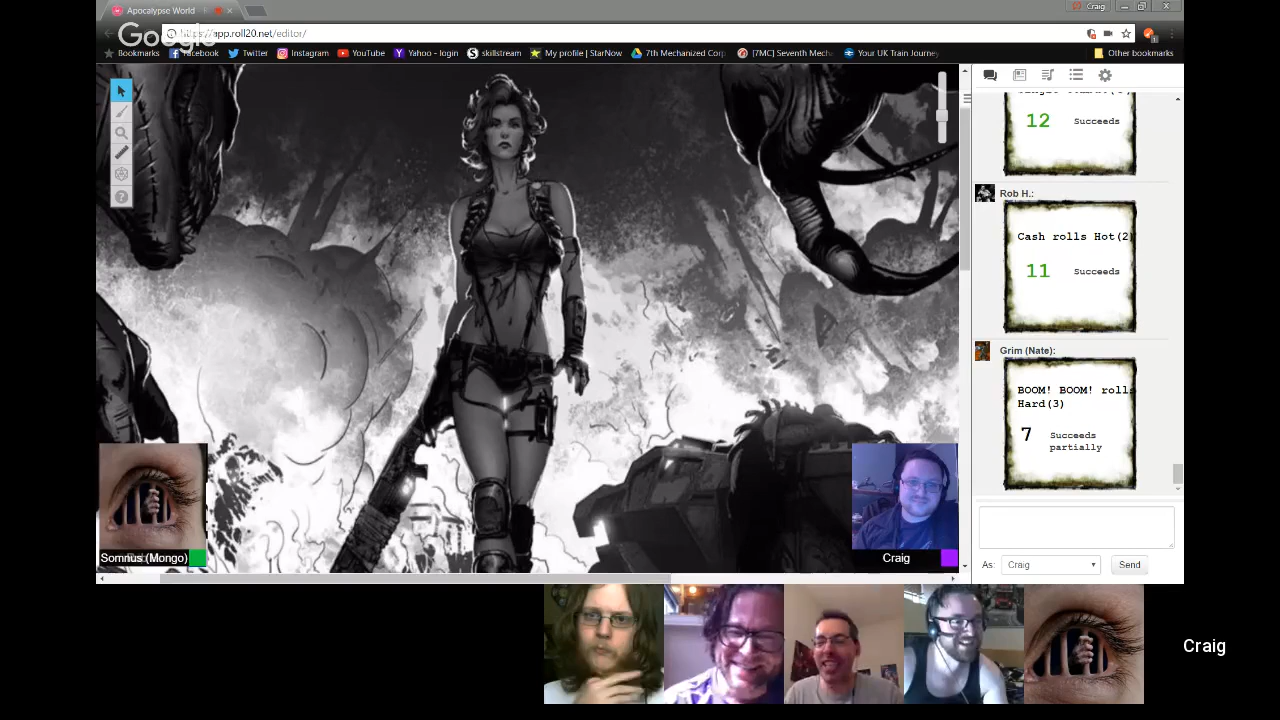 Apocalypse World
Craig
Google
https://app.roll20.net/editor/
Bookmarks
Facebook
Twitter
Instagram
YouTube
Yahoo - login
skillstream
My profile | StarNow
7th Mechanized Corp
[7MC] Seventh Mech
Your UK Train Journey
Other bookmarks
12 Succeeds
Rob H.:
Cash rolls Hot(2)
11 Succeeds
Grim (Nate):
BOOM! BOOM! rolls
Hard(3)
7 Succeeds
partially
Somnus (Mongo)
Craig
As: Craig Send
Craig